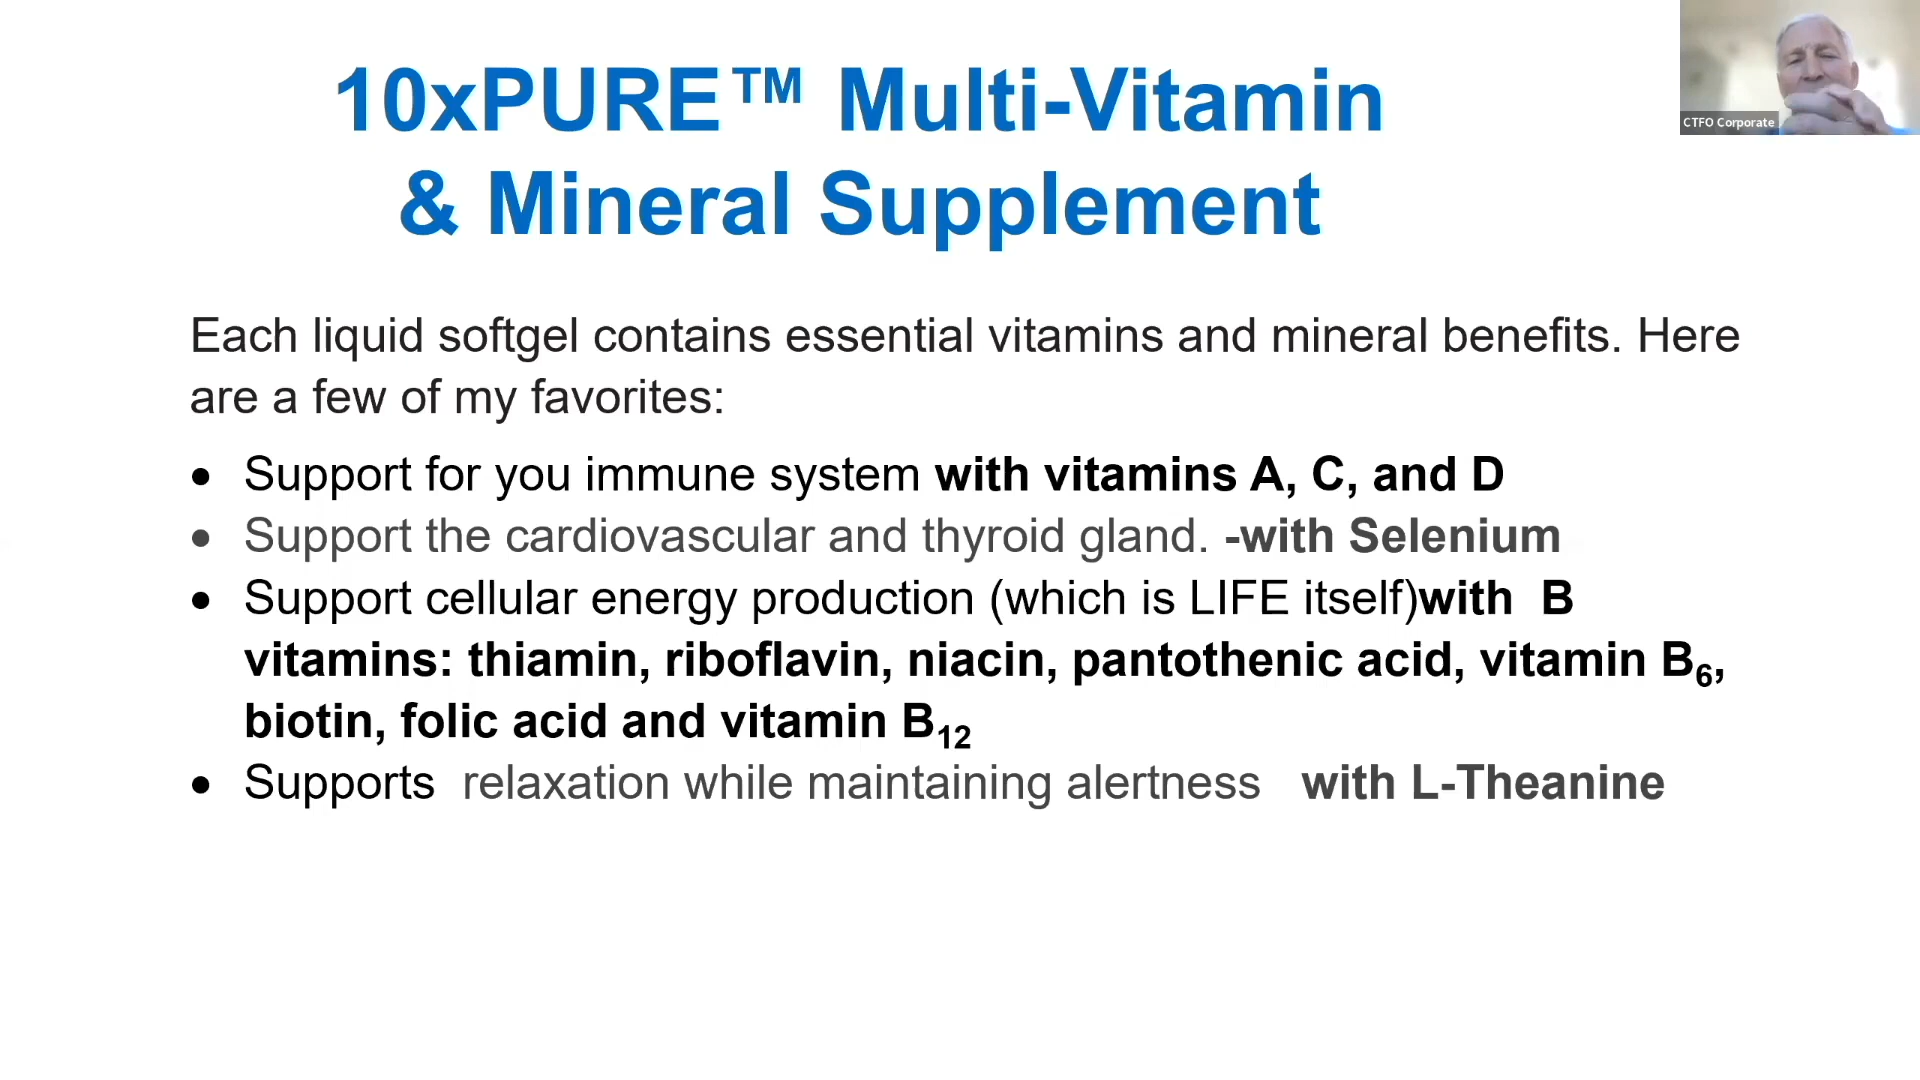 10xPURE™ Multi-Vitamin
& Mineral Supplement
CTFO Corporate
Each liquid softgel contains essential vitamins and mineral benefits. Here
are a few of my favorites:
• Support for you immune system with vitamins A, C, and D
• Support the cardiovascular and thyroid gland. -with Selenium
• Support cellular energy production (which is LIFE itself)with  B
vitamins: thiamin, riboflavin, niacin, pantothenic acid, vitamin B₆,
biotin, folic acid and vitamin B₁₂
• Supports  relaxation while maintaining alertness   with L-Theanine